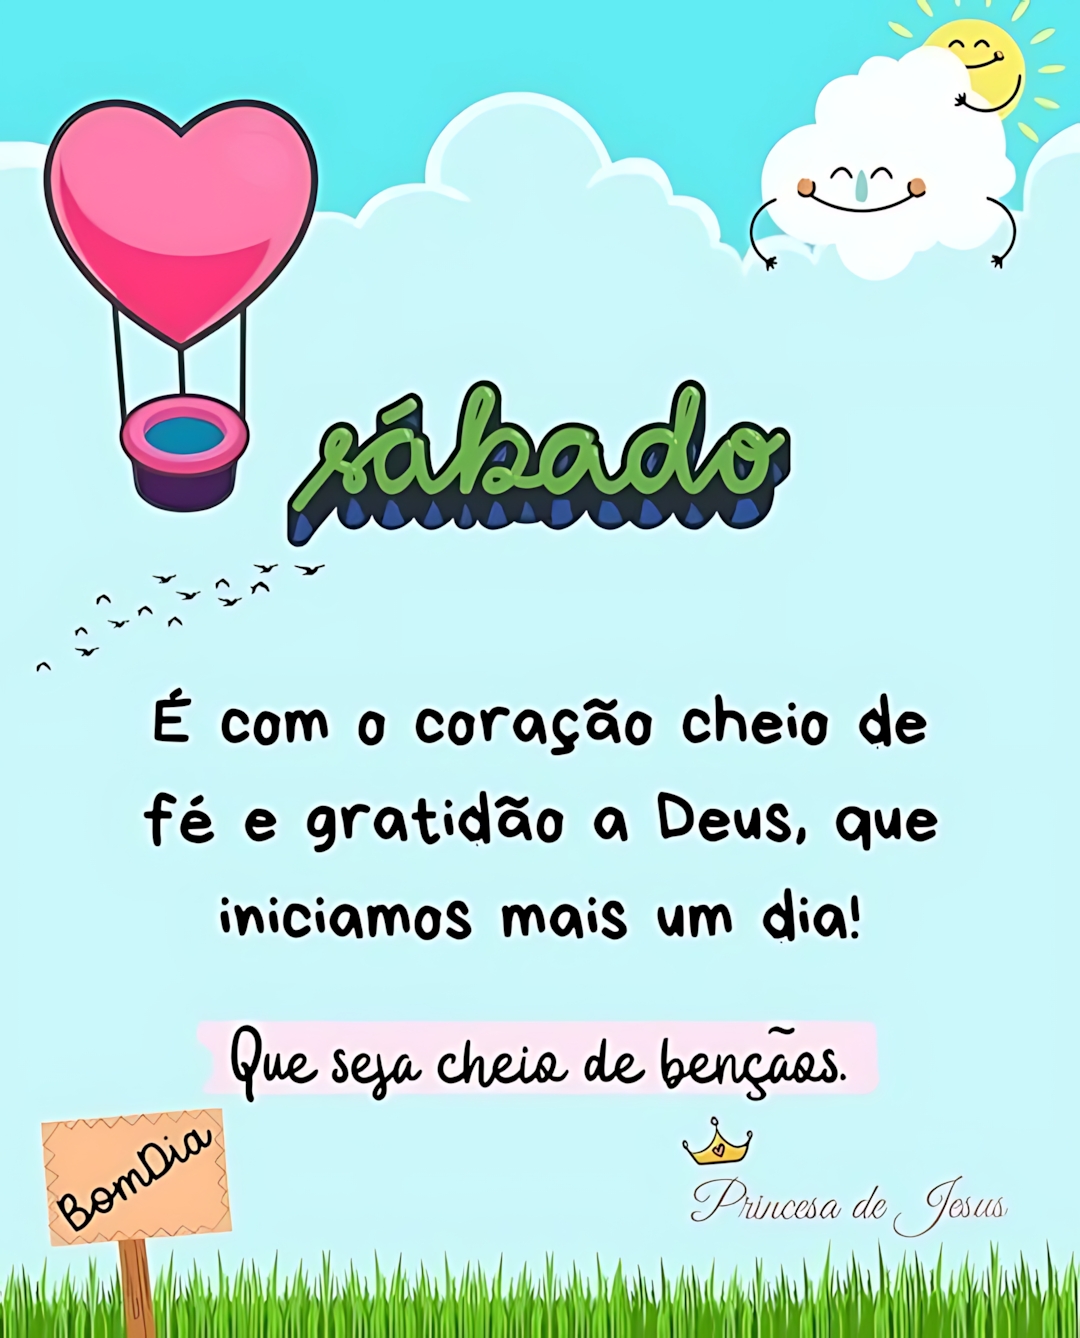 sábado
É com o coração cheio de
fé e gratidão a Deus, que
iniciamos mais um dia!
Que seja cheio de bençãos.
BomDia
Princesa de Jesus